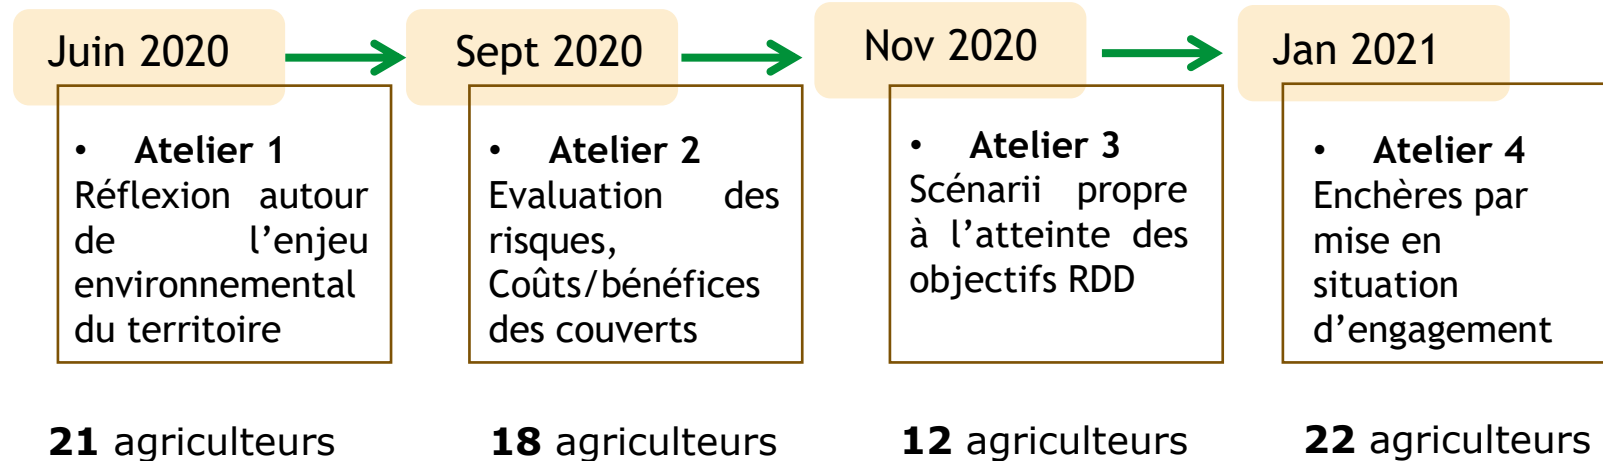 Juin 2020
Sept 2020
Nov 2020
Jan 2021
• Atelier 1
Réflexion autour
de l’enjeu
environnemental
du territoire
• Atelier 2
Evaluation des
risques,
Coûts/bénéfices
des couverts
• Atelier 3
Scénarii propre
à l’atteinte des
objectifs RDD
• Atelier 4
Enchères par
mise en
situation
d’engagement
21 agriculteurs
18 agriculteurs
12 agriculteurs
22 agriculteurs